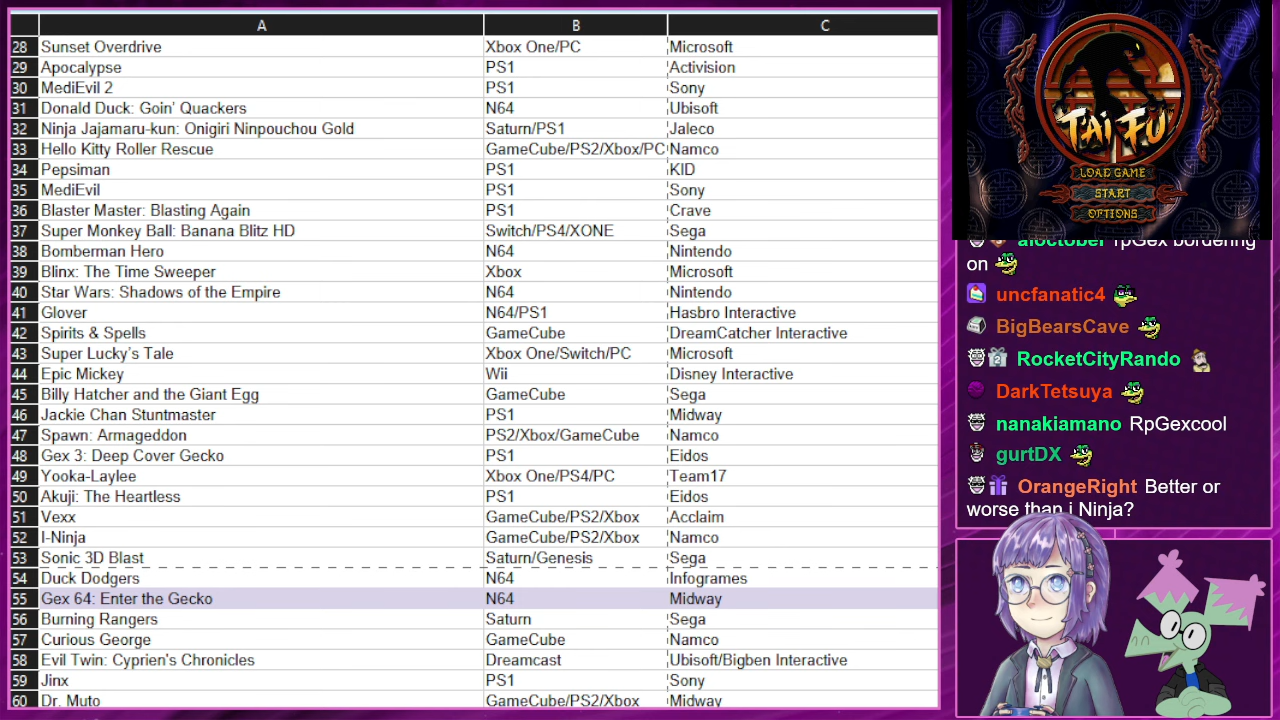 A B C
28 Sunset Overdrive Xbox One/PC Microsoft
29 Apocalypse PS1 Activision
30 MediEvil 2 PS1 Sony
31 Donald Duck: Goin' Quackers N64 Ubisoft
32 Ninja Jajamaru-kun: Onigiri Ninpouchou Gold Saturn/PS1 Jaleco
33 Hello Kitty Roller Rescue GameCube/PS2/Xbox/PC Namco
34 Pepsiman PS1 KID
35 MediEvil PS1 Sony
36 Blaster Master: Blasting Again PS1 Crave
37 Super Monkey Ball: Banana Blitz HD Switch/PS4/XONE Sega
38 Bomberman Hero N64 Nintendo
39 Blinx: The Time Sweeper Xbox Microsoft
40 Star Wars: Shadows of the Empire N64 Nintendo
41 Glover N64/PS1 Hasbro Interactive
42 Spirits & Spells GameCube DreamCatcher Interactive
43 Super Lucky's Tale Xbox One/Switch/PC Microsoft
44 Epic Mickey Wii Disney Interactive
45 Billy Hatcher and the Giant Egg GameCube Sega
46 Jackie Chan Stuntmaster PS1 Midway
47 Spawn: Armageddon PS2/Xbox/GameCube Namco
48 Gex 3: Deep Cover Gecko PS1 Eidos
49 Yooka-Laylee Xbox One/PS4/PC Team17
50 Akuji: The Heartless PS1 Eidos
51 Vexx GameCube/PS2/Xbox Acclaim
52 I-Ninja GameCube/PS2/Xbox Namco
53 Sonic 3D Blast Saturn/Genesis Sega
54 Duck Dodgers N64 Infogrames
55 Gex 64: Enter the Gecko N64 Midway
56 Burning Rangers Saturn Sega
57 Curious George GameCube Namco
58 Evil Twin: Cyprien's Chronicles Dreamcast Ubisoft/Bigben Interactive
59 Jinx PS1 Sony
60 Dr. Muto GameCube/PS2/Xbox Midway
TAI FU
LOAD GAME
START
OPTIONS
aloctober rpGex bordering
on
uncfanatic4
BigBearsCave
RocketCityRando
DarkTetsuya
nanakiamano RpGexcool
gurtDX
OrangeRight Better or
worse than i Ninja?